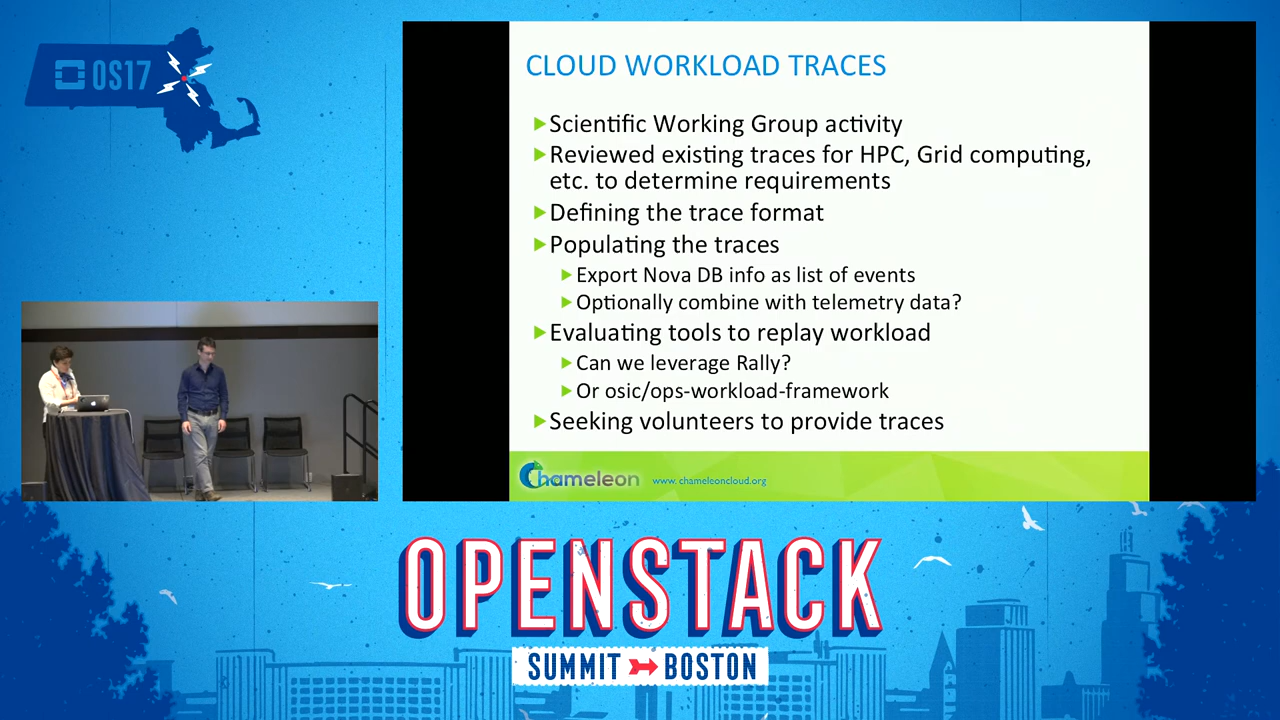 OS17
CLOUD WORKLOAD TRACES
Scientific Working Group activity
Reviewed existing traces for HPC, Grid computing,
etc. to determine requirements
Defining the trace format
Populating the traces
Export Nova DB info as list of events
Optionally combine with telemetry data?
Evaluating tools to replay workload
Can we leverage Rally?
Or osic/ops-workload-framework
Seeking volunteers to provide traces
Chameleon
www.chameleoncloud.org
OPENSTACK
SUMMIT BOSTON